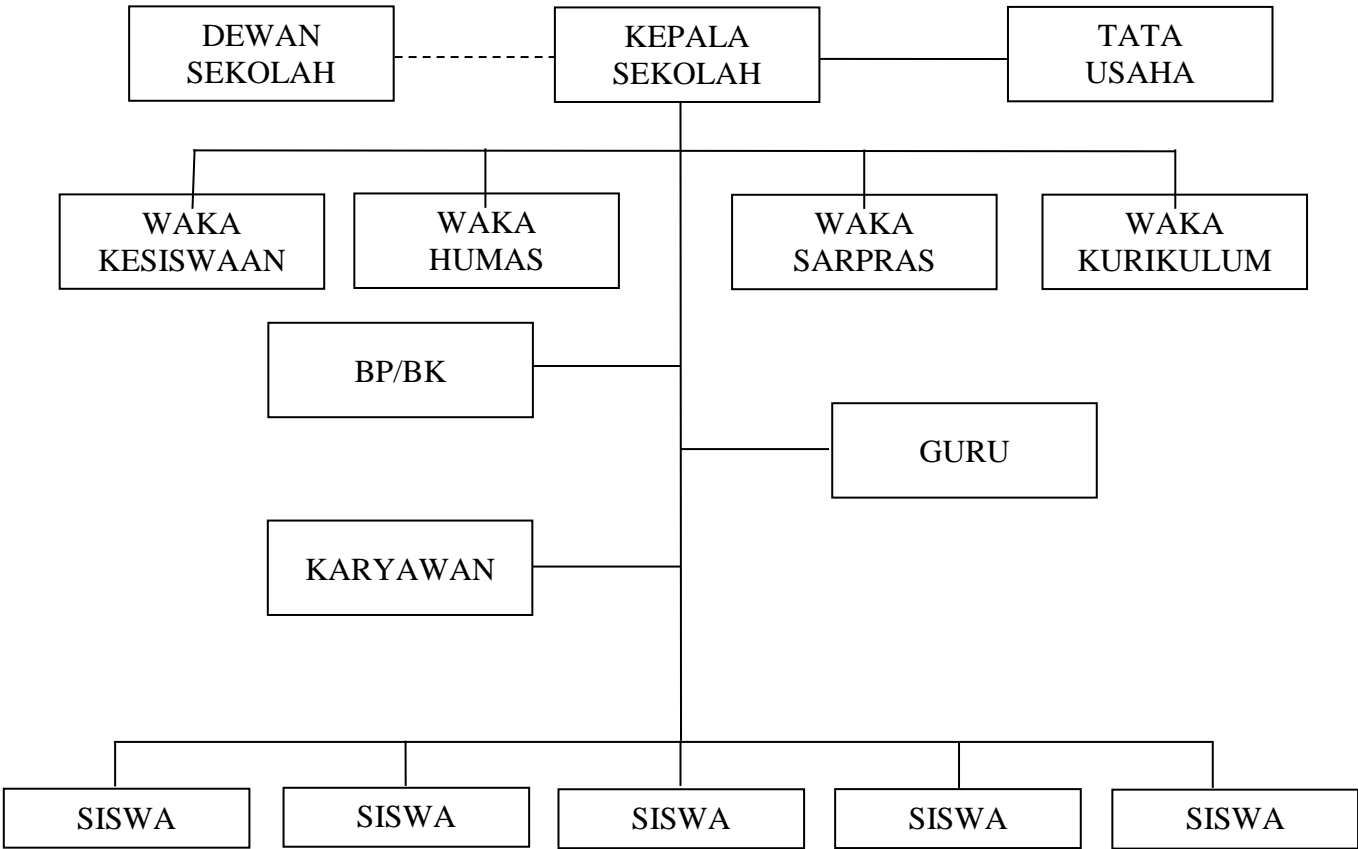 DEWAN
SEKOLAH
KEPALA
SEKOLAH
TATA
USAHA
WAKA
KESISWAAN
WAKA
HUMAS
WAKA
SARPRAS
WAKA
KURIKULUM
BP/BK
GURU
KARYAWAN
SISWA
SISWA
SISWA
SISWA
SISWA